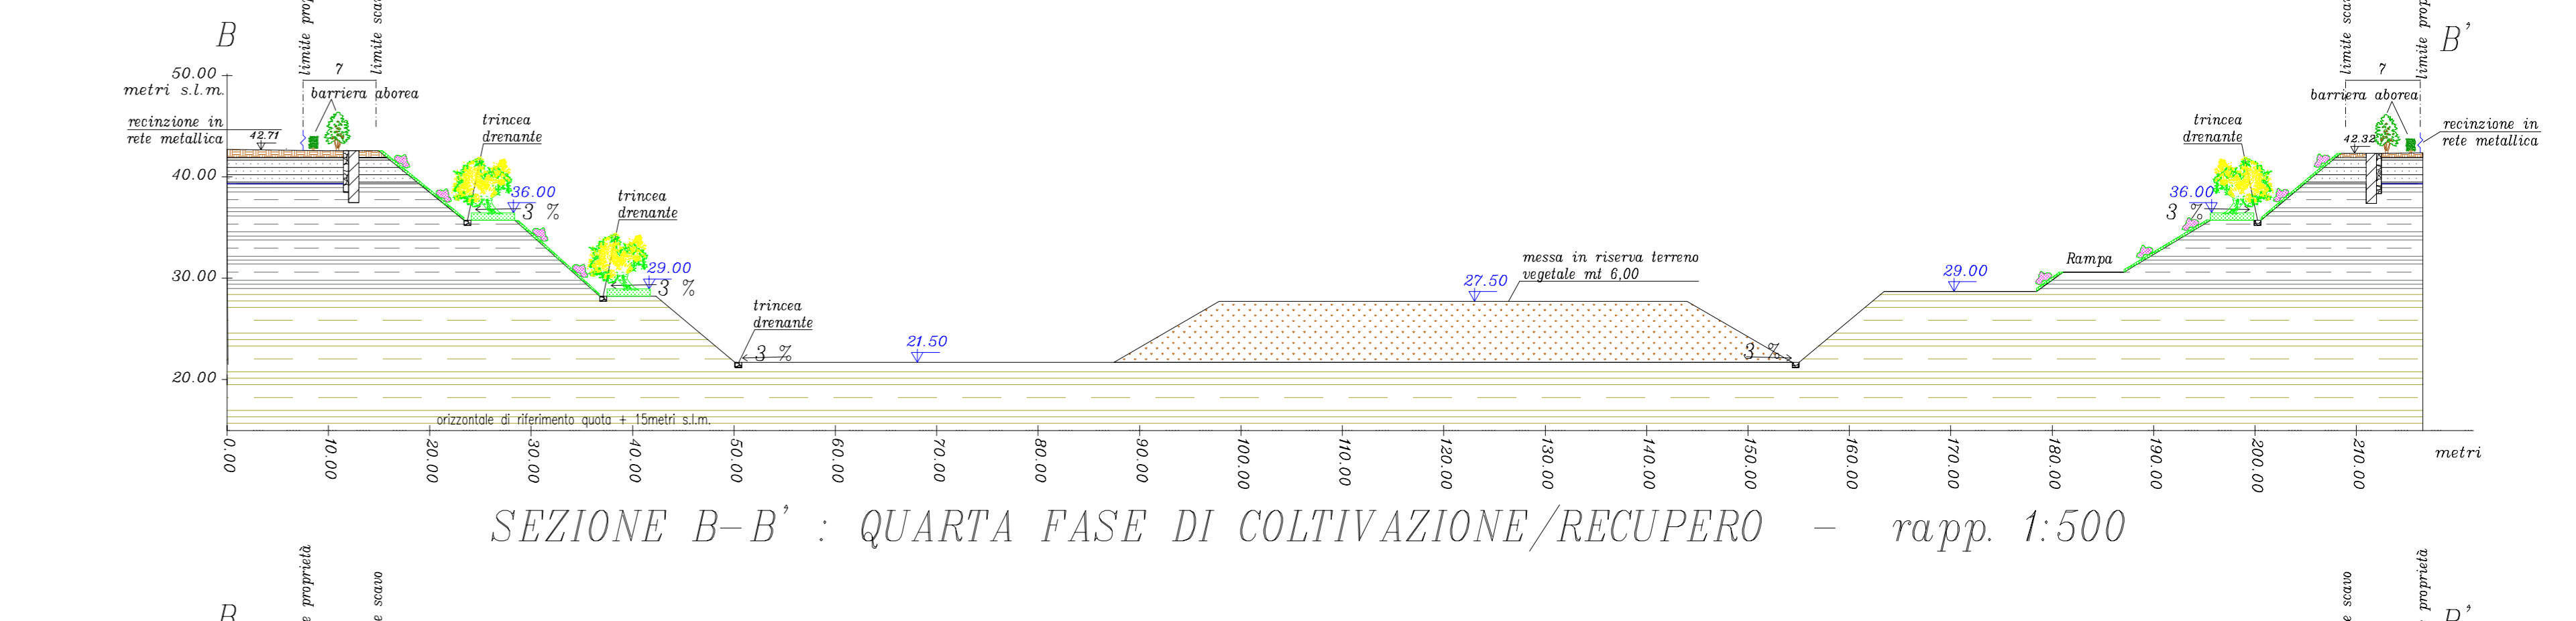 B
B'
limite scavo
limite scavo
7
7
50.00
metri s.l.m.
barriera aborea
barriera aborea
recinzione in
rete metallica
42.71
trincea
drenante
36.00
3 %
trincea
drenante
29.00
3 %
trincea
drenante
3 %
21.50
27.50
messa in riserva terreno
vegetale mt 6,00
3 %
29.00
Rampa
trincea
drenante
36.00
3 %
42.32
recinzione in
rete metallica
40.00
30.00
20.00
orizzontale di riferimento quota + 15metri s.l.m.
0.00
10.00
20.00
30.00
40.00
50.00
60.00
70.00
80.00
90.00
100.00
110.00
120.00
130.00
140.00
150.00
160.00
170.00
180.00
190.00
200.00
210.00
metri
SEZIONE B-B' : QUARTA FASE DI COLTIVAZIONE/RECUPERO - rapp. 1:500
e proprietà
e scavo
e scavo
proprietà
B
B'